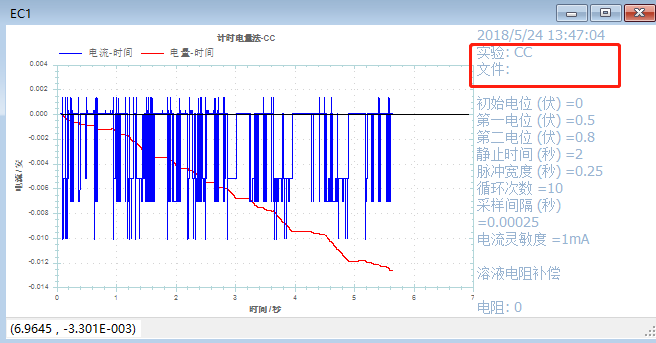 EC1
计时电量法-CC
电流-时间
电量-时间
0.004
0.000
-0.002
-0.004
-0.006
-0.008
-0.010
-0.012
-0.014
电流 / 安
0
1
2
3
4
5
6
7
时间 / 秒
2018/5/24 13:47:04
实验: CC
文件:
初始电位 (伏) =0
第一电位 (伏) =0.5
第二电位 (伏) =0.8
静止时间 (秒) =2
脉冲宽度 (秒) =0.25
循环次数 =10
采样间隔 (秒)
=0.00025
电流灵敏度 =1mA
溶液电阻补偿
电阻: 0
(6.9645 , -3.301E-003)